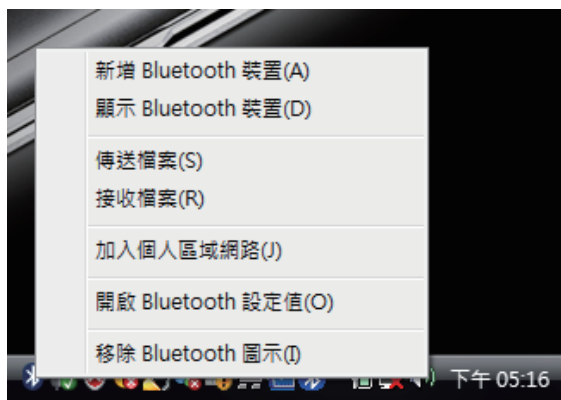 新增 Bluetooth 裝置(A)
顯示 Bluetooth 裝置(D)
傳送檔案(S)
接收檔案(R)
加入個人區域網路(J)
開啟 Bluetooth 設定值(O)
移除 Bluetooth 圖示(I)
下午 05:16